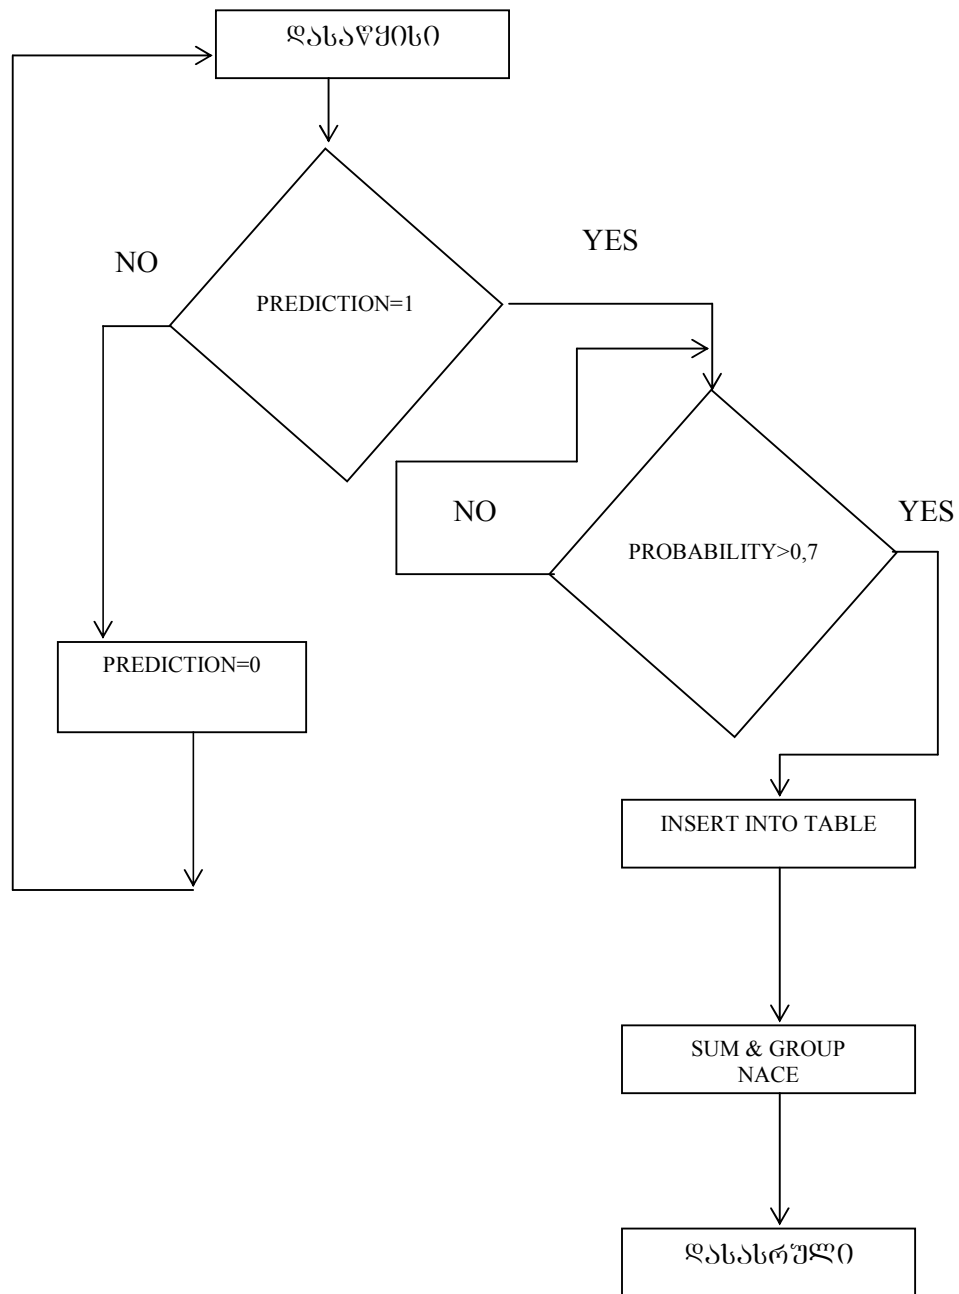 დასაწყისი
NO
YES
PREDICTION=1
NO
YES
PROBABILITY>0,7
PREDICTION=0
INSERT INTO TABLE
SUM & GROUP
NACE
დასასრული